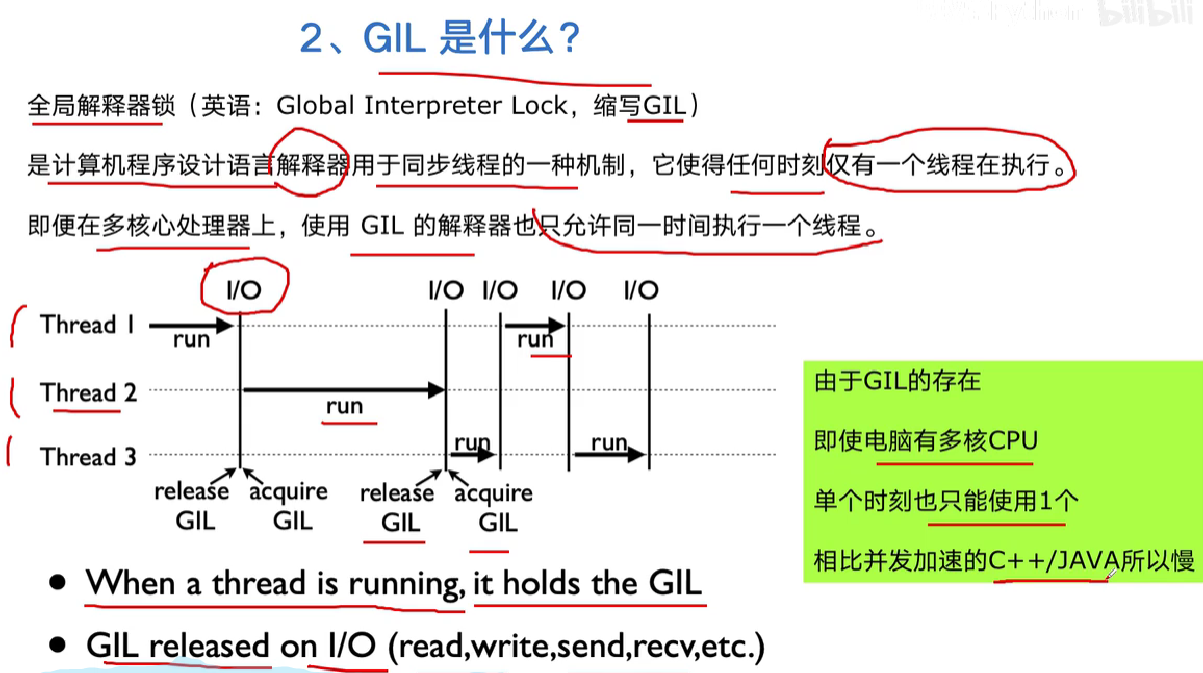 bilibili
2、GIL 是什么？
全局解释器锁（英语：Global Interpreter Lock，缩写GIL）
是计算机程序设计语言解释器用于同步线程的一种机制，它使得任何时刻仅有一个线程在执行。
即便在多核心处理器上，使用 GIL 的解释器也只允许同一时间执行一个线程。
I/O I/O I/O I/O I/O
Thread 1 run run
Thread 2 run
Thread 3 run run
release acquire release acquire
GIL GIL GIL GIL
由于GIL的存在
即使电脑有多核CPU
单个时刻也只能使用1个
相比并发加速的C++/JAVA所以慢
• When a thread is running, it holds the GIL
• GIL released on I/O (read,write,send,recv,etc.)